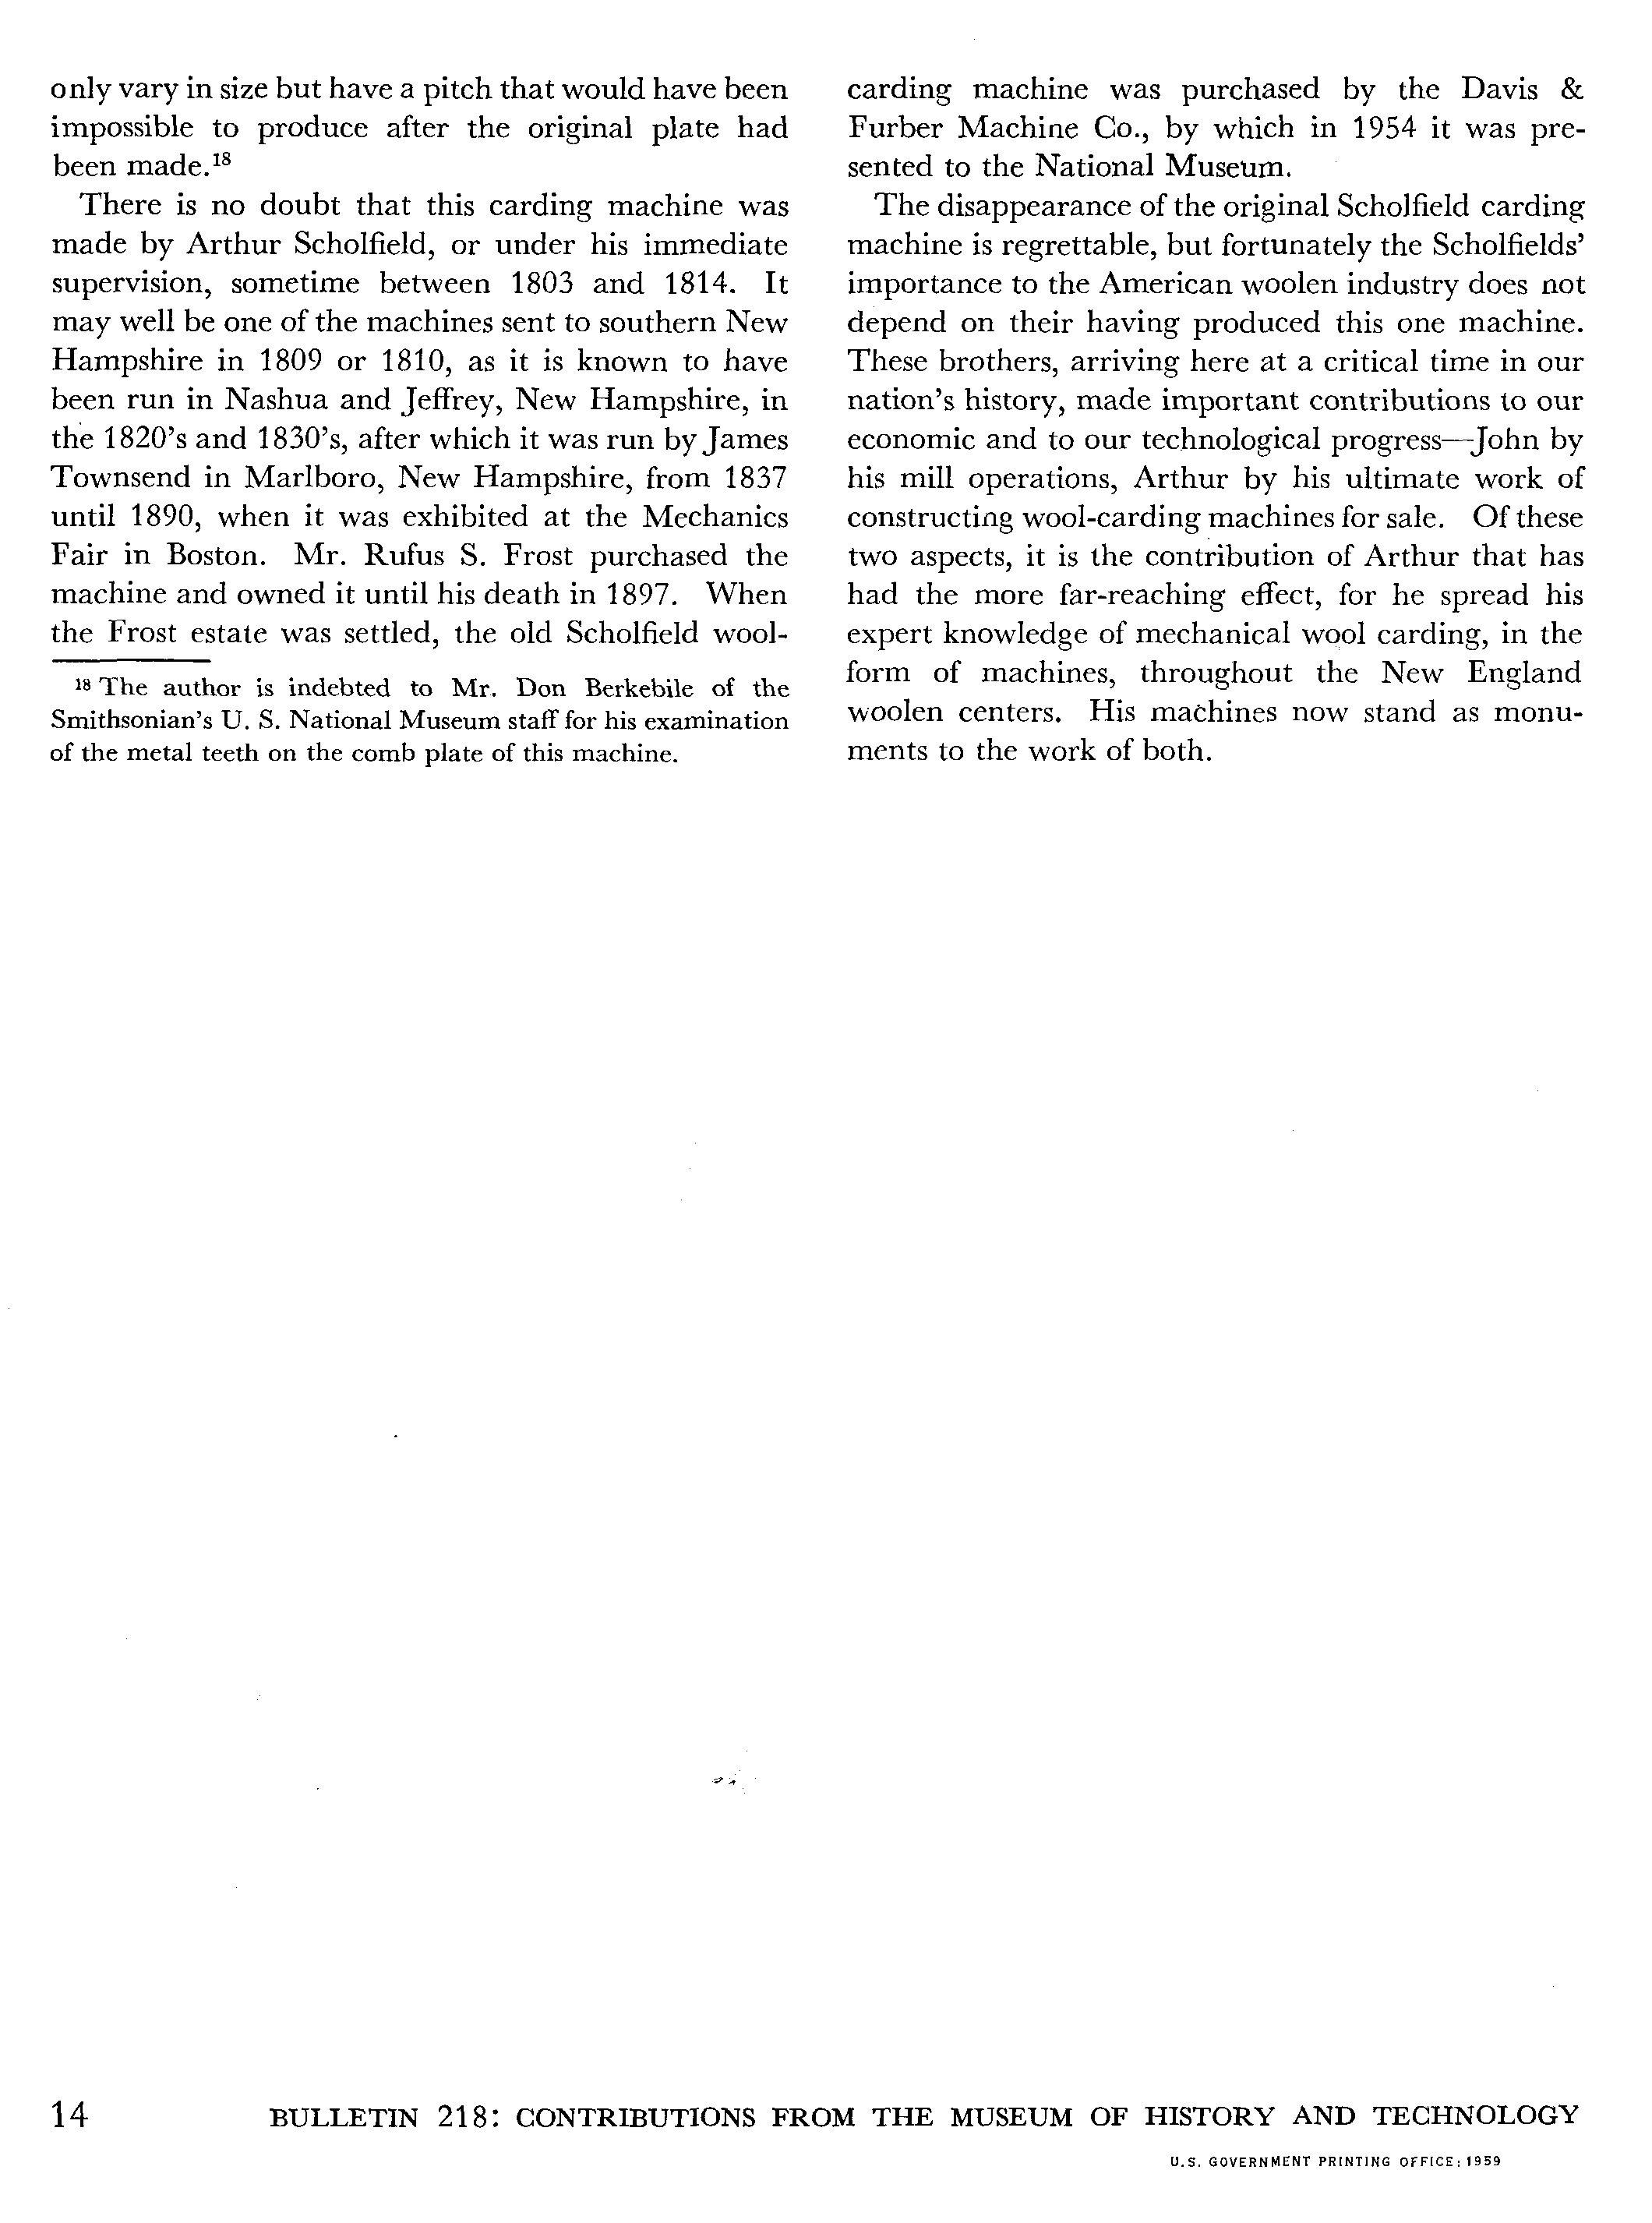 only vary in size but have a pitch that would have been
impossible to produce after the original plate had
been made.¹⁸
There is no doubt that this carding machine was
made by Arthur Scholfield, or under his immediate
supervision, sometime between 1803 and 1814. It
may well be one of the machines sent to southern New
Hampshire in 1809 or 1810, as it is known to have
been run in Nashua and Jeffrey, New Hampshire, in
the 1820's and 1830's, after which it was run by James
Townsend in Marlboro, New Hampshire, from 1837
until 1890, when it was exhibited at the Mechanics
Fair in Boston. Mr. Rufus S. Frost purchased the
machine and owned it until his death in 1897. When
the Frost estate was settled, the old Scholfield wool-
¹⁸ The author is indebted to Mr. Don Berkebile of the
Smithsonian's U. S. National Museum staff for his examination
of the metal teeth on the comb plate of this machine.
carding machine was purchased by the Davis &
Furber Machine Co., by which in 1954 it was pre-
sented to the National Museum.
The disappearance of the original Scholfield carding
machine is regrettable, but fortunately the Scholfields'
importance to the American woolen industry does not
depend on their having produced this one machine.
These brothers, arriving here at a critical time in our
nation's history, made important contributions to our
economic and to our technological progress—John by
his mill operations, Arthur by his ultimate work of
constructing wool-carding machines for sale. Of these
two aspects, it is the contribution of Arthur that has
had the more far-reaching effect, for he spread his
expert knowledge of mechanical wool carding, in the
form of machines, throughout the New England
woolen centers. His machines now stand as monu-
ments to the work of both.
14 BULLETIN 218: CONTRIBUTIONS FROM THE MUSEUM OF HISTORY AND TECHNOLOGY
U.S. GOVERNMENT PRINTING OFFICE: 1959